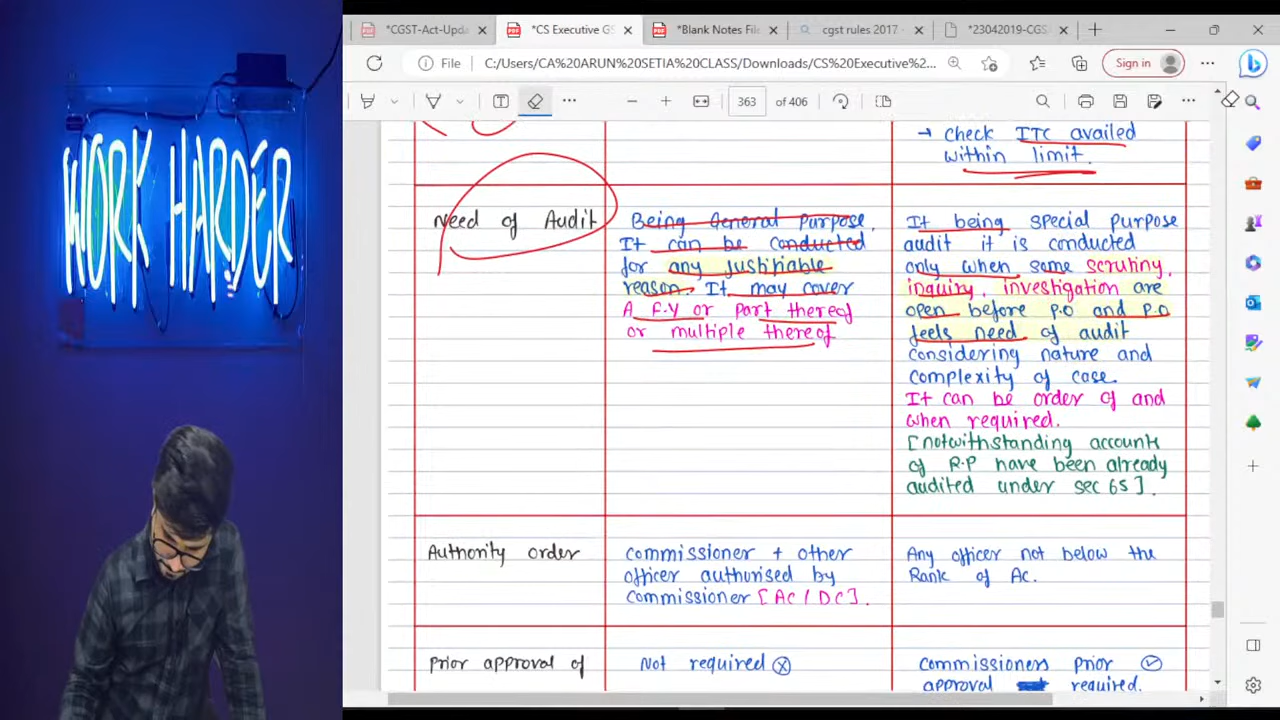 *CGST-Act-Upda
*CS Executive GS
*Blank Notes File
cgst rules 2017
*23042019-CGS
File
C:/Users/CA%20ARUN%20SETIA%20CLASS/Downloads/CS%20Executive%...
Sign in
363 of 406
WORK HARDER
→ check ITC availed
within limit.
Need of Audit
Being General Purpose.
It can be conducted
for any justifiable
reason. It may cover
A F.Y or Part thereof
or multiple thereof
It being special purpose
audit it is conducted
only when some scrutiny,
inquiry, investigation are
open before P.O and P.O
feels need of audit
considering nature and
complexity of case.
It can be order of and
when required.
[notwithstanding accounts
of R.P have been already
audited under sec 65].
Authority order
commissioner + other
officer authorised by
commissioner [AC/DC].
Any officer not below the
Rank of AC.
Prior approval of
Not required
commissioners prior
approval required.